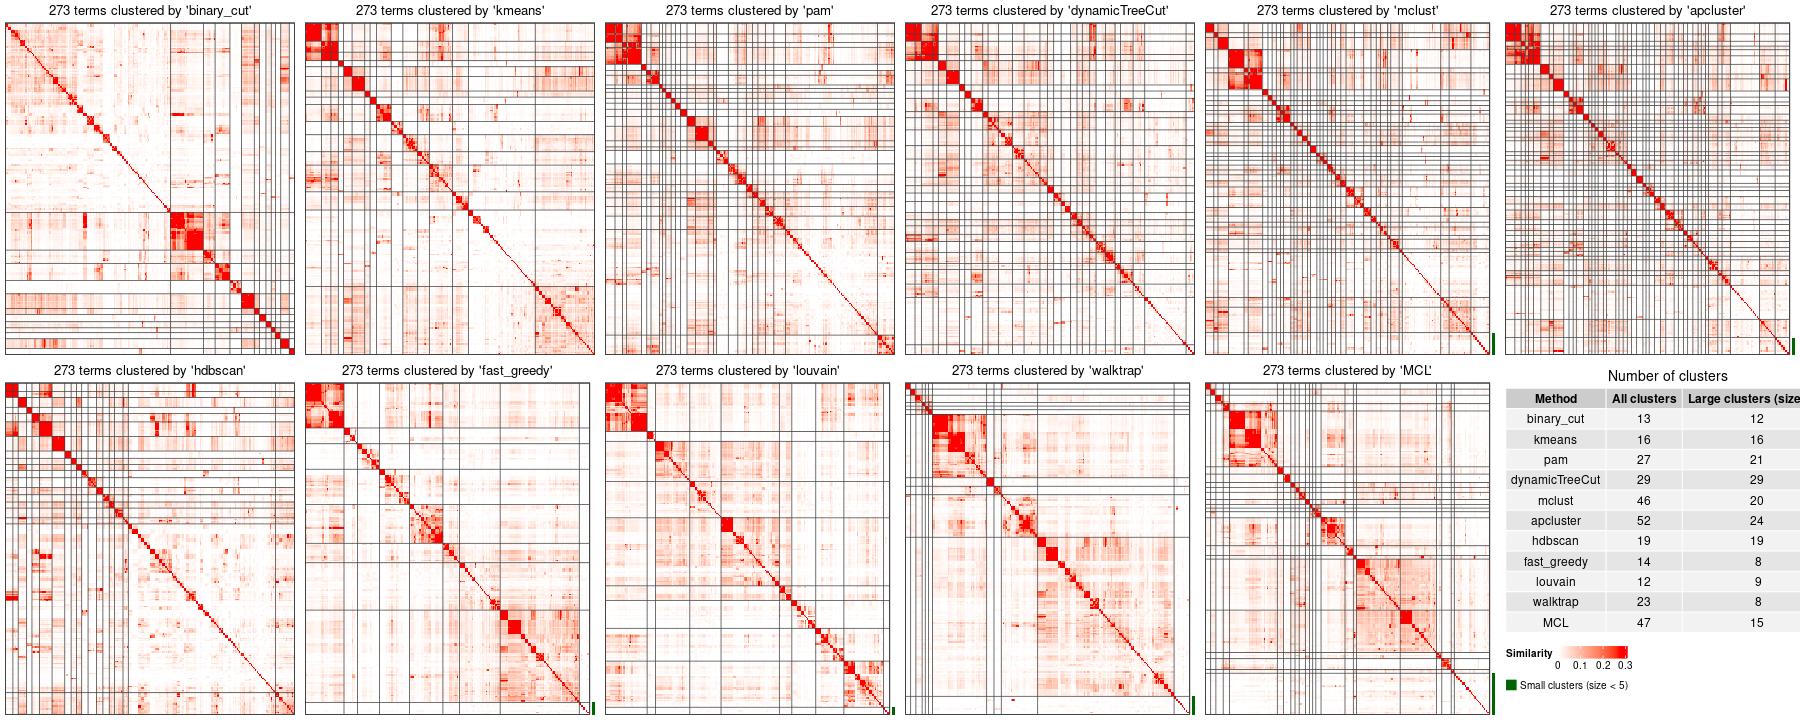 273 terms clustered by 'binary_cut'
273 terms clustered by 'kmeans'
273 terms clustered by 'pam'
273 terms clustered by 'dynamicTreeCut'
273 terms clustered by 'mclust'
273 terms clustered by 'apcluster'
273 terms clustered by 'hdbscan'
273 terms clustered by 'fast_greedy'
273 terms clustered by 'louvain'
273 terms clustered by 'walktrap'
273 terms clustered by 'MCL'
Number of clusters
Method All clusters Large clusters (size
binary_cut 13 12
kmeans 16 16
pam 27 21
dynamicTreeCut 29 29
mclust 46 20
apcluster 52 24
hdbscan 19 19
fast_greedy 14 8
louvain 12 9
walktrap 23 8
MCL 47 15
Similarity
0 0.1 0.2 0.3
Small clusters (size < 5)